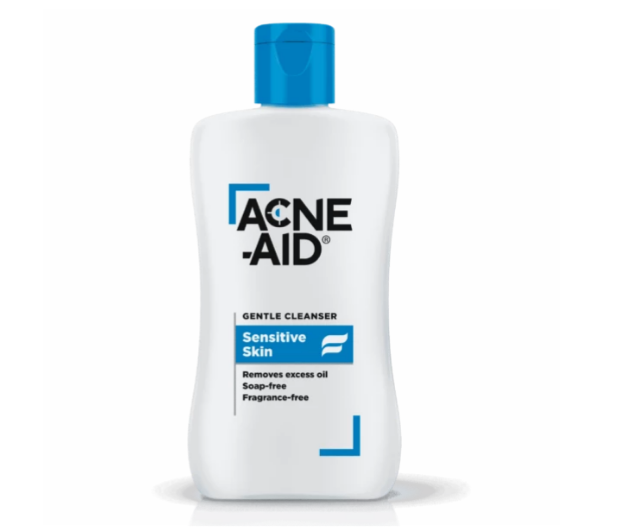 ACNE
-AID®
GENTLE CLEANSER
Sensitive
Skin
Removes excess oil
Soap-free
Fragrance-free